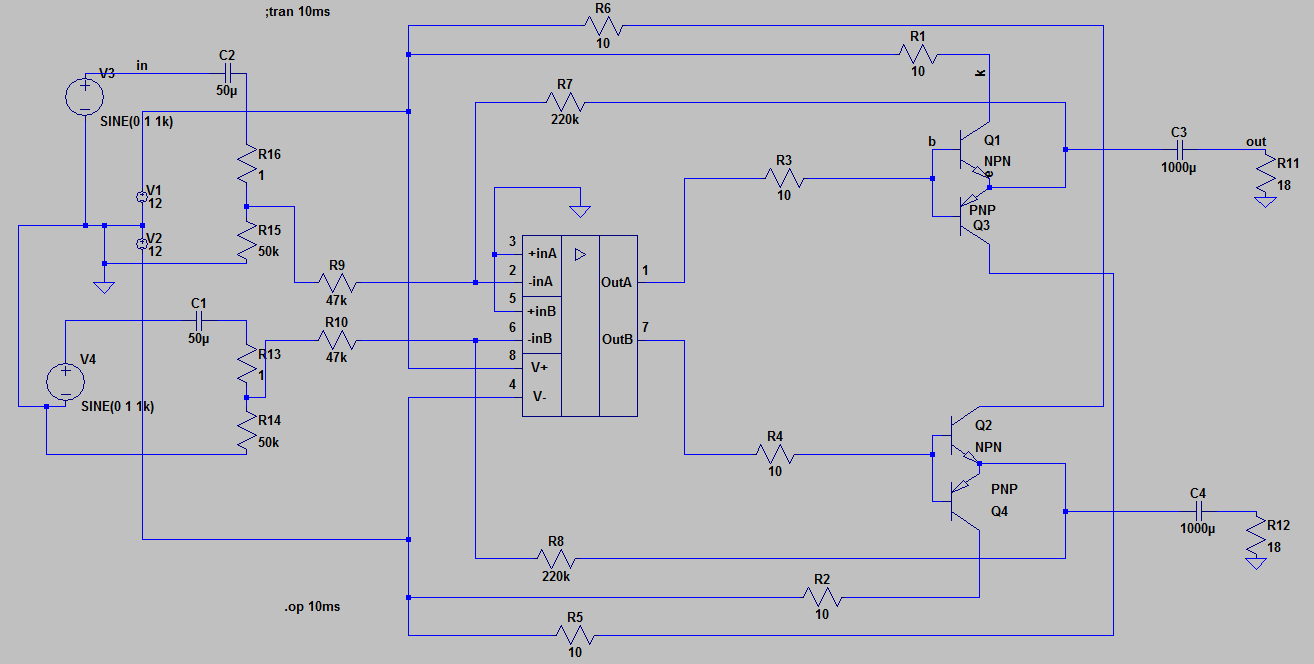 ;tran 10ms
R6
10
R1
10
k
V3
in
C2
50µ
SINE(0 1 1k)
R7
220k
R16
1
b
Q1
NPN
e
C3
1000µ
out
R11
18
R3
10
PNP
Q3
V1
12
V2
12
R15
50k
R9
47k
3
+inA
2
-inA
5
+inB
6
-inB
8
V+
4
V-
OutA
1
OutB
7
C1
50µ
R10
47k
R13
1
V4
SINE(0 1 1k)
R14
50k
R4
10
Q2
NPN
PNP
Q4
C4
1000µ
R12
18
R8
220k
R2
10
.op 10ms
R5
10